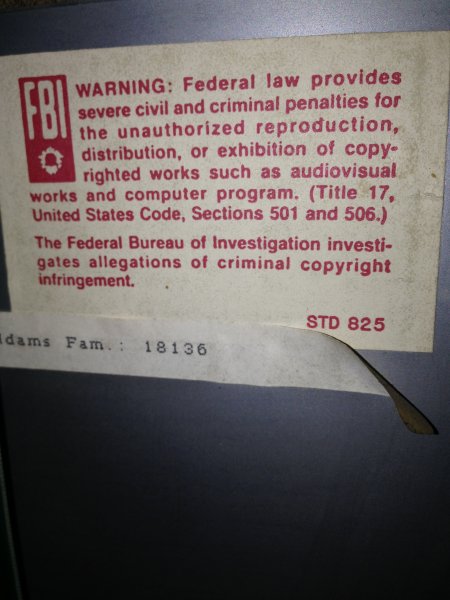 FBI
WARNING: Federal law provides
severe civil and criminal penalties for
the unauthorized reproduction,
distribution, or exhibition of copy-
righted works such as audiovisual
works and computer program. (Title 17,
United States Code, Sections 501 and 506.)
The Federal Bureau of Investigation investi-
gates allegations of criminal copyright
infringement.
STD 825
ddams Fam.: 18136